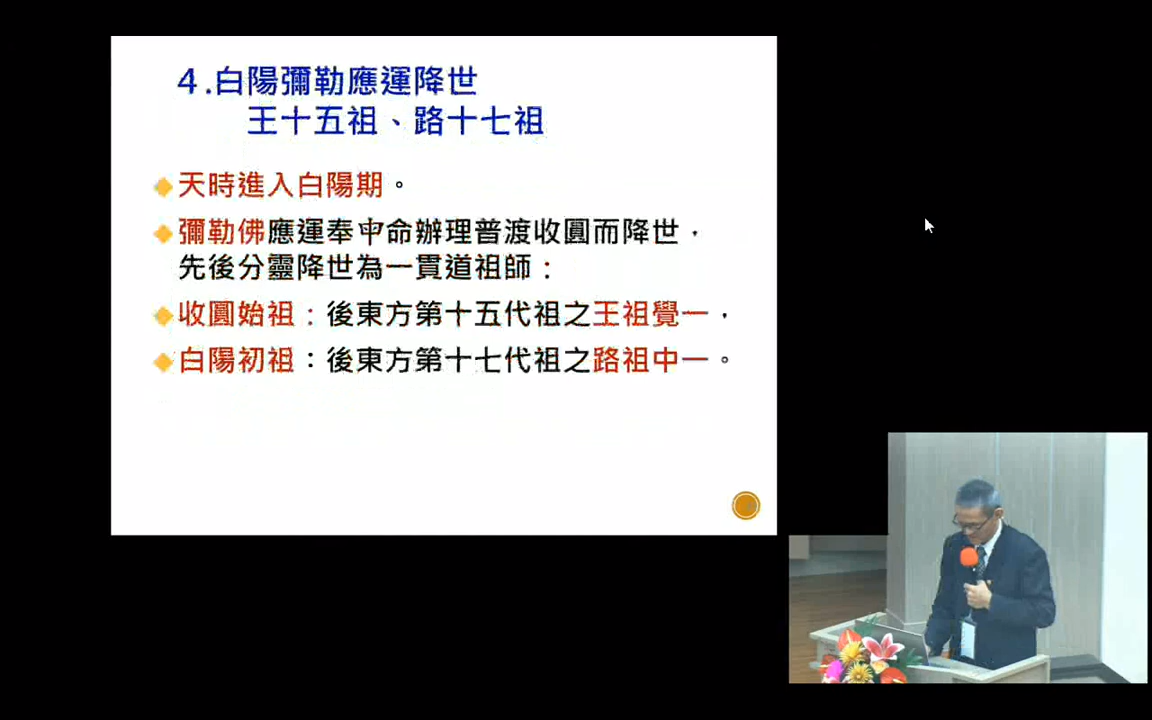 4.白陽彌勒應運降世
王十五祖、路十七祖
天時進入白陽期。
彌勒佛應運奉申命辦理普渡收圓而降世，
先後分靈降世為一貫道祖師：
收圓始祖：後東方第十五代祖之王祖覺一，
白陽初祖：後東方第十七代祖之路祖中一。